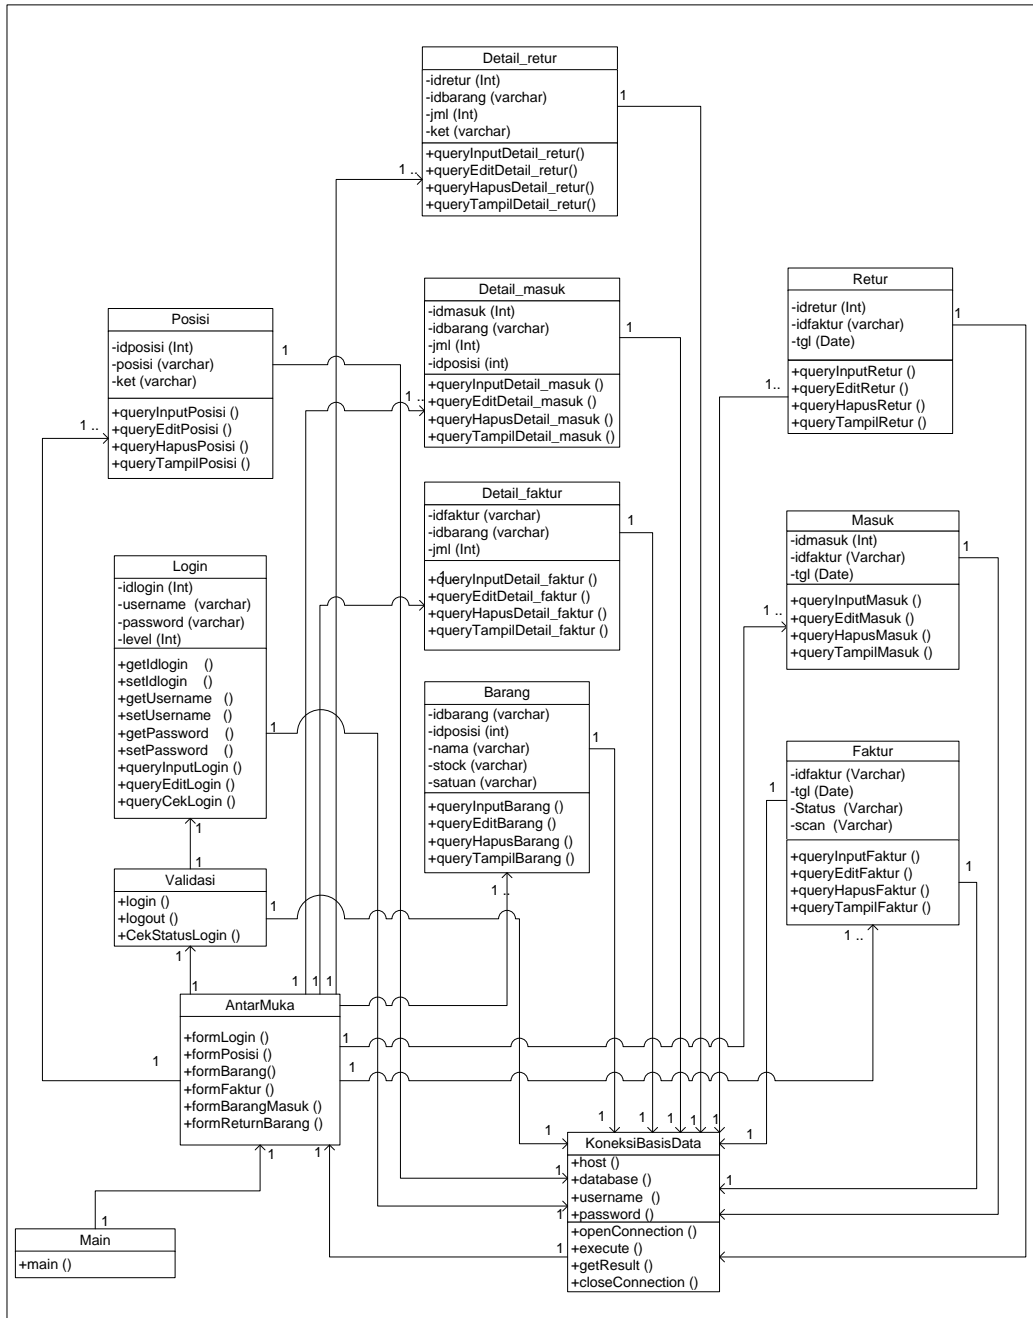 Detail_retur
-idretur (Int)
-idbarang (varchar)
-jml (Int)
-ket (varchar)
+queryInputDetail_retur()
+queryEditDetail_retur()
+queryHapusDetail_retur()
+queryTampilDetail_retur()
1
1 ..
Detail_masuk
-idmasuk (Int)
-idbarang (varchar)
-jml (Int)
-idposisi (int)
+queryInputDetail_masuk ()
+queryEditDetail_masuk ()
+queryHapusDetail_masuk ()
+queryTampilDetail_masuk ()
1
1 ..
Retur
-idretur (Int)
-idfaktur (varchar)
-tgl (Date)
+queryInputRetur ()
+queryEditRetur ()
+queryHapusRetur ()
+queryTampilRetur ()
1
1..
Posisi
-idposisi (Int)
-posisi (varchar)
-ket (varchar)
+queryInputPosisi ()
+queryEditPosisi ()
+queryHapusPosisi ()
+queryTampilPosisi ()
1
1 ..
Detail_faktur
-idfaktur (varchar)
-idbarang (varchar)
-jml (Int)
+queryInputDetail_faktur ()
+queryEditDetail_faktur ()
+queryHapusDetail_faktur ()
+queryTampilDetail_faktur ()
1
1 ..
Masuk
-idmasuk (Int)
-idfaktur (Varchar)
-tgl (Date)
+queryInputMasuk ()
+queryEditMasuk ()
+queryHapusMasuk ()
+queryTampilMasuk ()
1
1 ..
Login
-idlogin (Int)
-username (varchar)
-password (varchar)
-level (Int)
+getIdlogin ()
+setIdlogin ()
+getUsername ()
+setUsername ()
+getPassword ()
+setPassword ()
+queryInputLogin ()
+queryEditLogin ()
+queryCekLogin ()
1
1
1
Barang
-idbarang (varchar)
-idposisi (int)
-nama (varchar)
-stock (varchar)
-satuan (varchar)
+queryInputBarang ()
+queryEditBarang ()
+queryHapusBarang ()
+queryTampilBarang ()
1
1 ..
Faktur
-idfaktur (Varchar)
-tgl (Date)
-Status (Varchar)
-scan (Varchar)
+queryInputFaktur ()
+queryEditFaktur ()
+queryHapusFaktur ()
+queryTampilFaktur ()
1
1
1 ..
Validasi
+login ()
+logout ()
+CekStatusLogin ()
1
1
1
1 1 1
AntarMuka
+formLogin ()
+formPosisi ()
+formBarang()
+formFaktur ()
+formBarangMasuk ()
+formReturnBarang ()
1
1
1
1
1
1 1 1 1 1
KoneksiBasisData
+host ()
+database ()
+username ()
+password ()
+openConnection ()
+execute ()
+getResult ()
+closeConnection ()
1
1
1
1
1
1
Main
+main ()
1